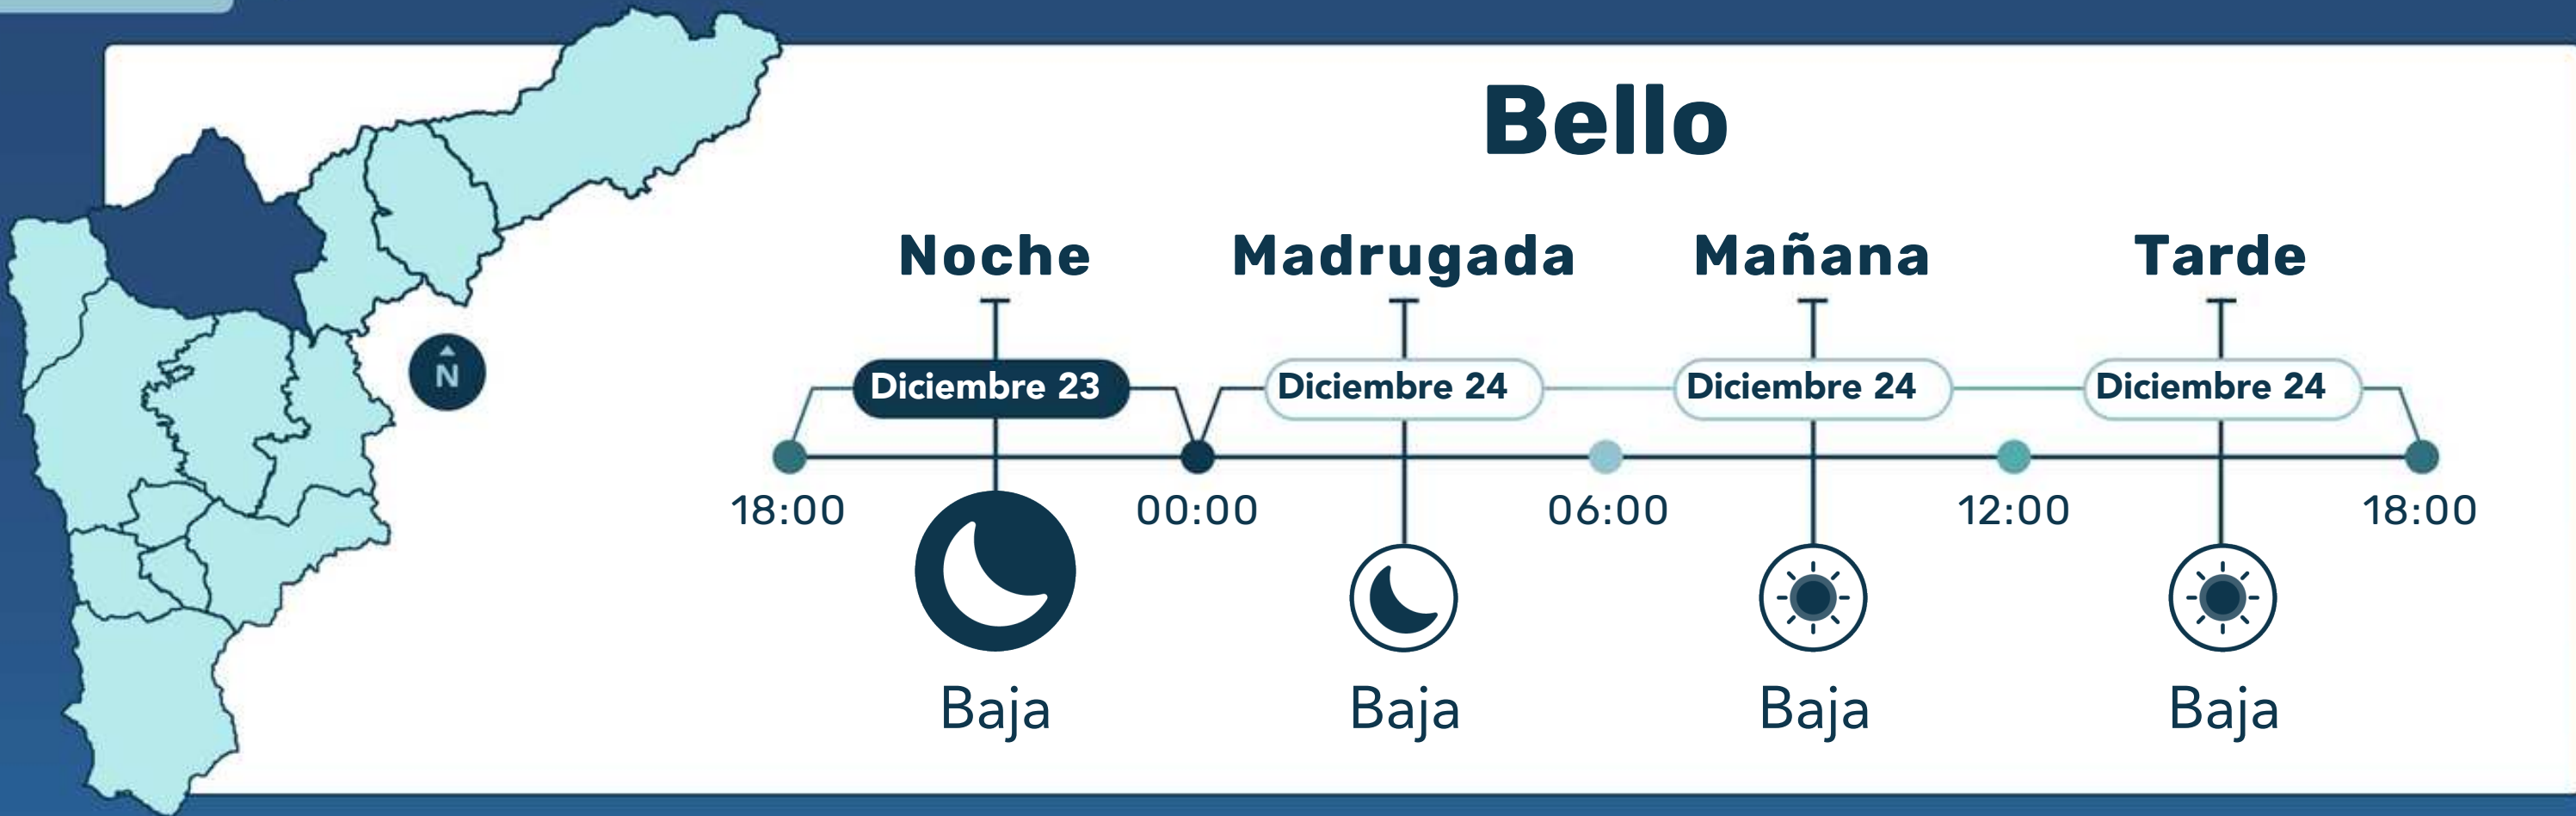 Bello
Noche Madrugada Mañana Tarde
Diciembre 23 Diciembre 24 Diciembre 24 Diciembre 24
N
18:00 00:00 06:00 12:00 18:00
Baja Baja Baja Baja